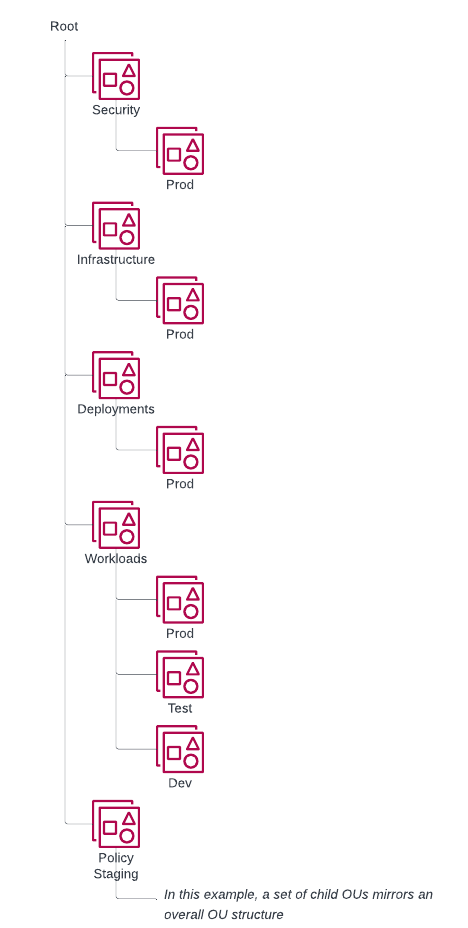 Root
Security
Prod
Infrastructure
Prod
Deployments
Prod
Workloads
Prod
Test
Dev
Policy
Staging
In this example, a set of child OUs mirrors an
overall OU structure